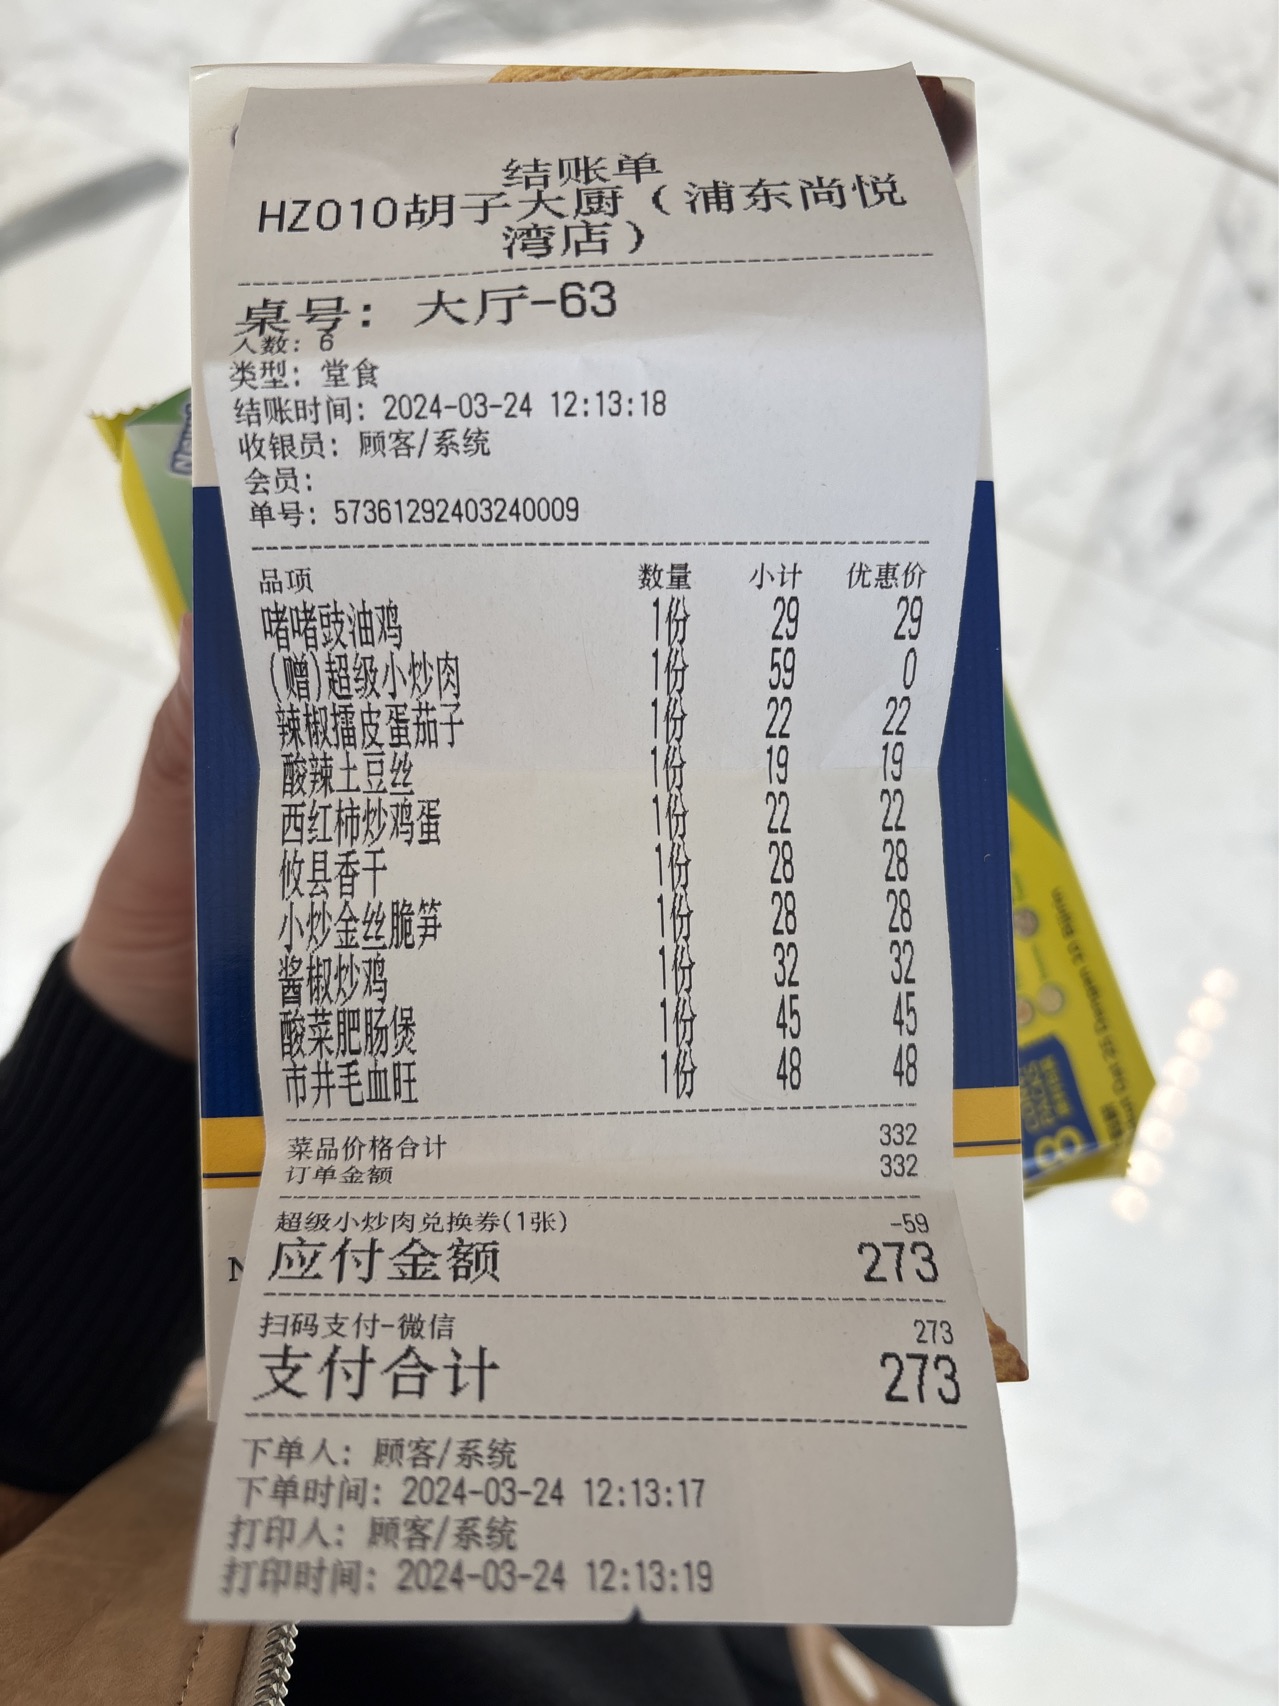 结账单
HZ010胡子大厨（浦东尚悦
湾店）
桌号： 大厅-63
人数：6
类型：堂食
结账时间：2024-03-24 12:13:18
收银员：顾客/系统
会员：
单号：57361292403240009
品项 数量 小计 优惠价
啫啫豉油鸡 1份 29 29
(赠)超级小炒肉 1份 59 0
辣椒擂皮蛋茄子 1份 22 22
酸辣土豆丝 1份 19 19
西红柿炒鸡蛋 1份 22 22
攸县香干 1份 28 28
小炒金丝脆笋 1份 28 28
酱椒炒鸡 1份 32 32
酸菜肥肠煲 1份 45 45
市井毛血旺 1份 48 48
菜品价格合计 332
订单金额 332
超级小炒肉兑换券(1张) -59
应付金额 273
扫码支付-微信 273
支付合计 273
下单人：顾客/系统
下单时间：2024-03-24 12:13:17
打印人：顾客/系统
打印时间：2024-03-24 12:13:19